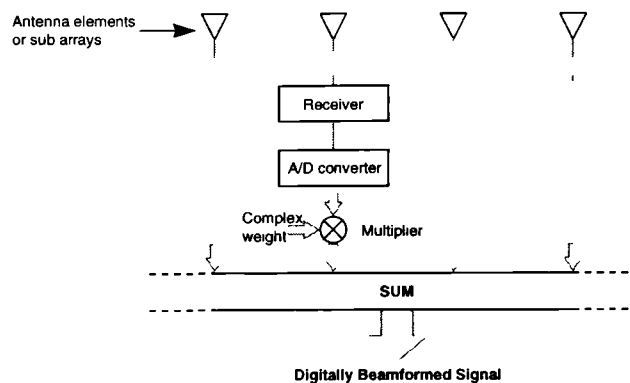 Antenna elements
or sub arrays
Receiver
A/D converter
Complex
weight
Multiplier
SUM
Digitally Beamformed Signal